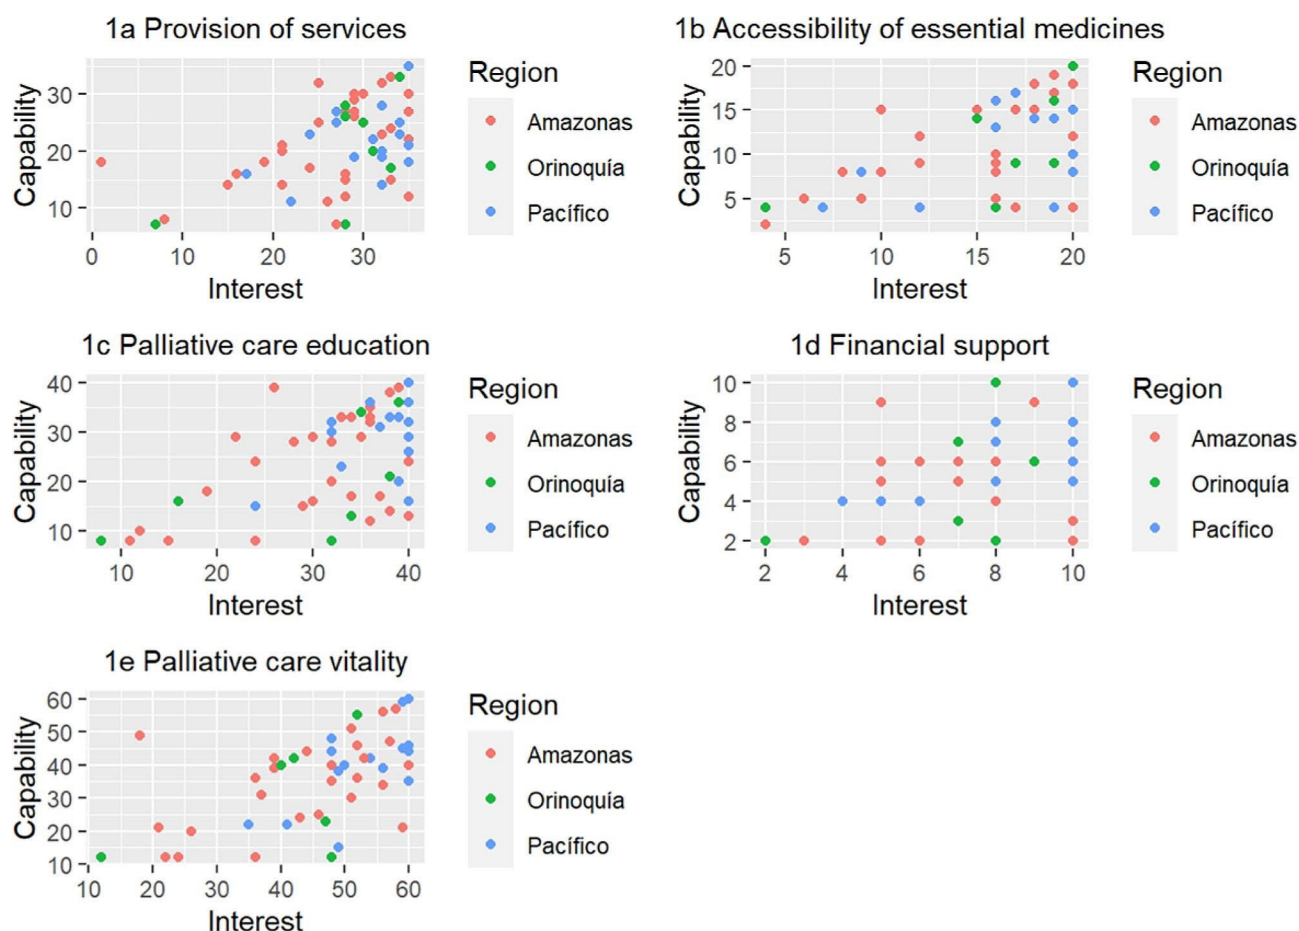 1a Provision of services
Capability
30
20
10
0 10 20 30
Interest
Region
Amazonas
Orinoquía
Pacífico
1b Accessibility of essential medicines
Capability
20
15
10
5
5 10 15 20
Interest
Region
Amazonas
Orinoquía
Pacífico
1c Palliative care education
Capability
40
30
20
10
10 20 30 40
Interest
Region
Amazonas
Orinoquía
Pacífico
1d Financial support
Capability
10
8
6
4
2
2 4 6 8 10
Interest
Region
Amazonas
Orinoquía
Pacífico
1e Palliative care vitality
Capability
60
50
40
30
20
10
10 20 30 40 50 60
Interest
Region
Amazonas
Orinoquía
Pacífico